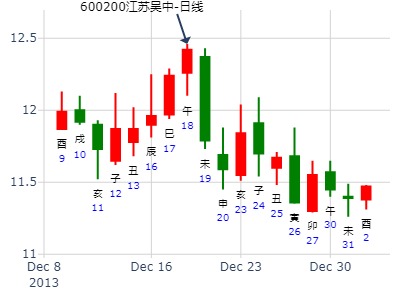 600200江苏吴中-日线
12.5
12
11.5
11
酉
9
戌
10
亥
11
子
12
丑
13
辰
16
巳
17
午
18
未
19
申
20
亥
23
子
24
丑
25
寅
26
卯
27
午
30
未
31
酉
2
Dec 8
2013
Dec 16
Dec 23
Dec 30